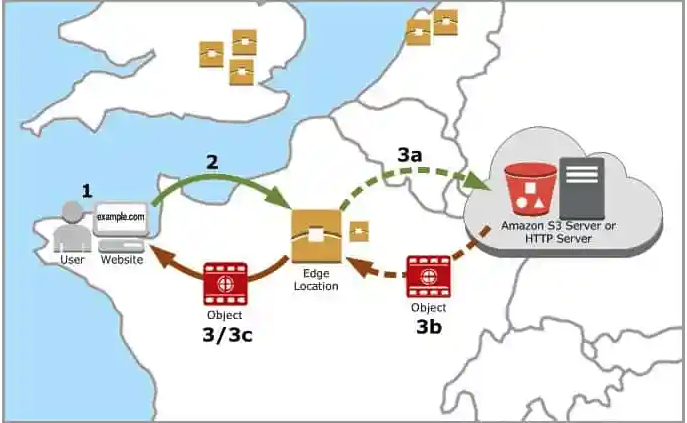 1
2
3a
example.com
User
Website
Edge
Location
Amazon S3 Server or
HTTP Server
Object
3/3c
Object
3b